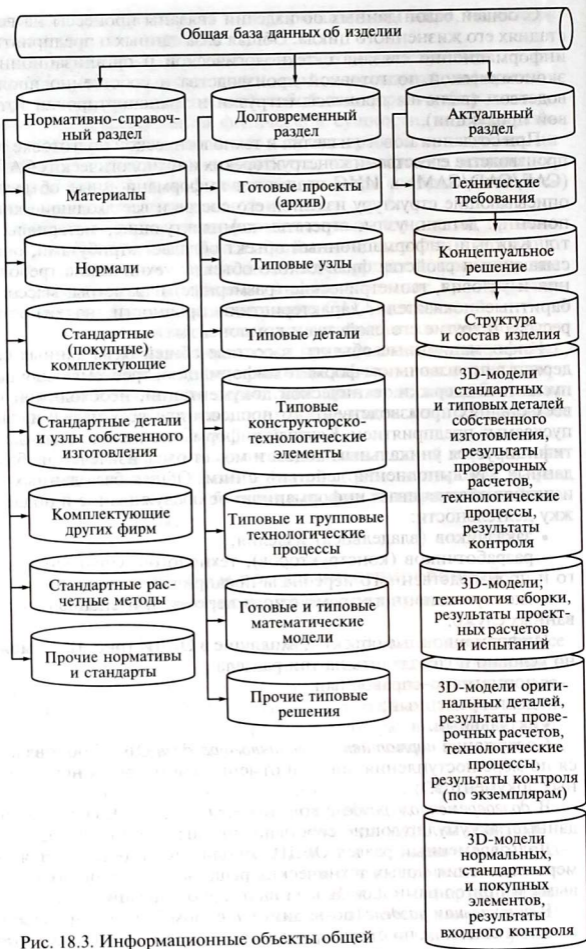 Общая база данных об изделии
Нормативно-справоч-
ный раздел
Материалы
Нормали
Стандартные
(покупные)
комплектующие
Стандартные детали
и узлы собственного
изготовления
Комплектующие
других фирм
Стандартные рас-
четные методы
Прочие нормативы
и стандарты
Долговременный
раздел
Готовые проекты
(архив)
Типовые узлы
Типовые детали
Типовые
конструкторско-
технологические
элементы
Типовые и групповые
технологические
процессы
Готовые и типовые
математические
модели
Прочие типовые
решения
Актуальный
раздел
Технические
требования
Концептуальное
решение
Структура
и состав изделия
3D-модели
стандартных
и типовых деталей
собственного
изготовления,
результаты
проверочных
расчетов,
технологические
процессы,
результаты
контроля
3D-модели,
технология сборки,
результаты проект-
ных расчетов
и испытаний
3D-модели ориги-
нальных деталей,
результаты прове-
рочных расчетов,
технологические
процессы,
результаты контроля
(по экземплярам)
3D-модели
нормальных,
стандартных
и покупных
элементов,
результаты
входного контроля
Рис. 18.3. Информационные объекты общей